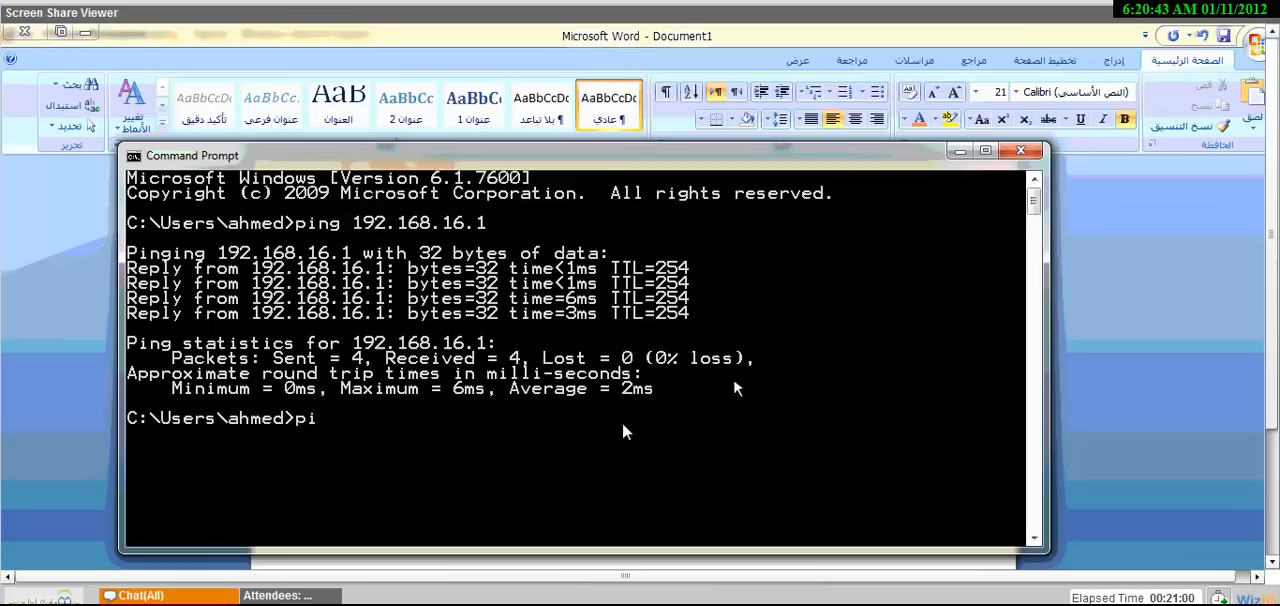 6:20:43 AM 01/11/2012
Screen Share Viewer
Microsoft Word - Document1
الصفحة الرئيسية
إدراج
تخطيط الصفحة
مراجع
مراسلات
مراجعة
عرض
قص
نسخ
نسخ التنسيق
لصق
الحافظة
Calibri (النص الأساسي)
21
AaBbCcDc
عادي ¶
AaBbCcDc
بلا تباعد ¶
AaBbCc
عنوان 1
AaBbCc
عنوان 2
AaB
العنوان
AaBbCc.
عنوان فرعي
AaBbCcDc
تأكيد دقيق
تغيير
الأنماط
بحث
استبدال
تحديد
تحرير
Command Prompt
Microsoft Windows [Version 6.1.7600]
Copyright (c) 2009 Microsoft Corporation. All rights reserved.
C:\Users\ahmed>ping 192.168.16.1
Pinging 192.168.16.1 with 32 bytes of data:
Reply from 192.168.16.1: bytes=32 time<1ms TTL=254
Reply from 192.168.16.1: bytes=32 time<1ms TTL=254
Reply from 192.168.16.1: bytes=32 time=6ms TTL=254
Reply from 192.168.16.1: bytes=32 time=3ms TTL=254
Ping statistics for 192.168.16.1:
Packets: Sent = 4, Received = 4, Lost = 0 (0% loss),
Approximate round trip times in milli-seconds:
Minimum = 0ms, Maximum = 6ms, Average = 2ms
C:\Users\ahmed>pi
Chat(All)
Attendees: ...
Elapsed Time 00:21:00
WizIQ